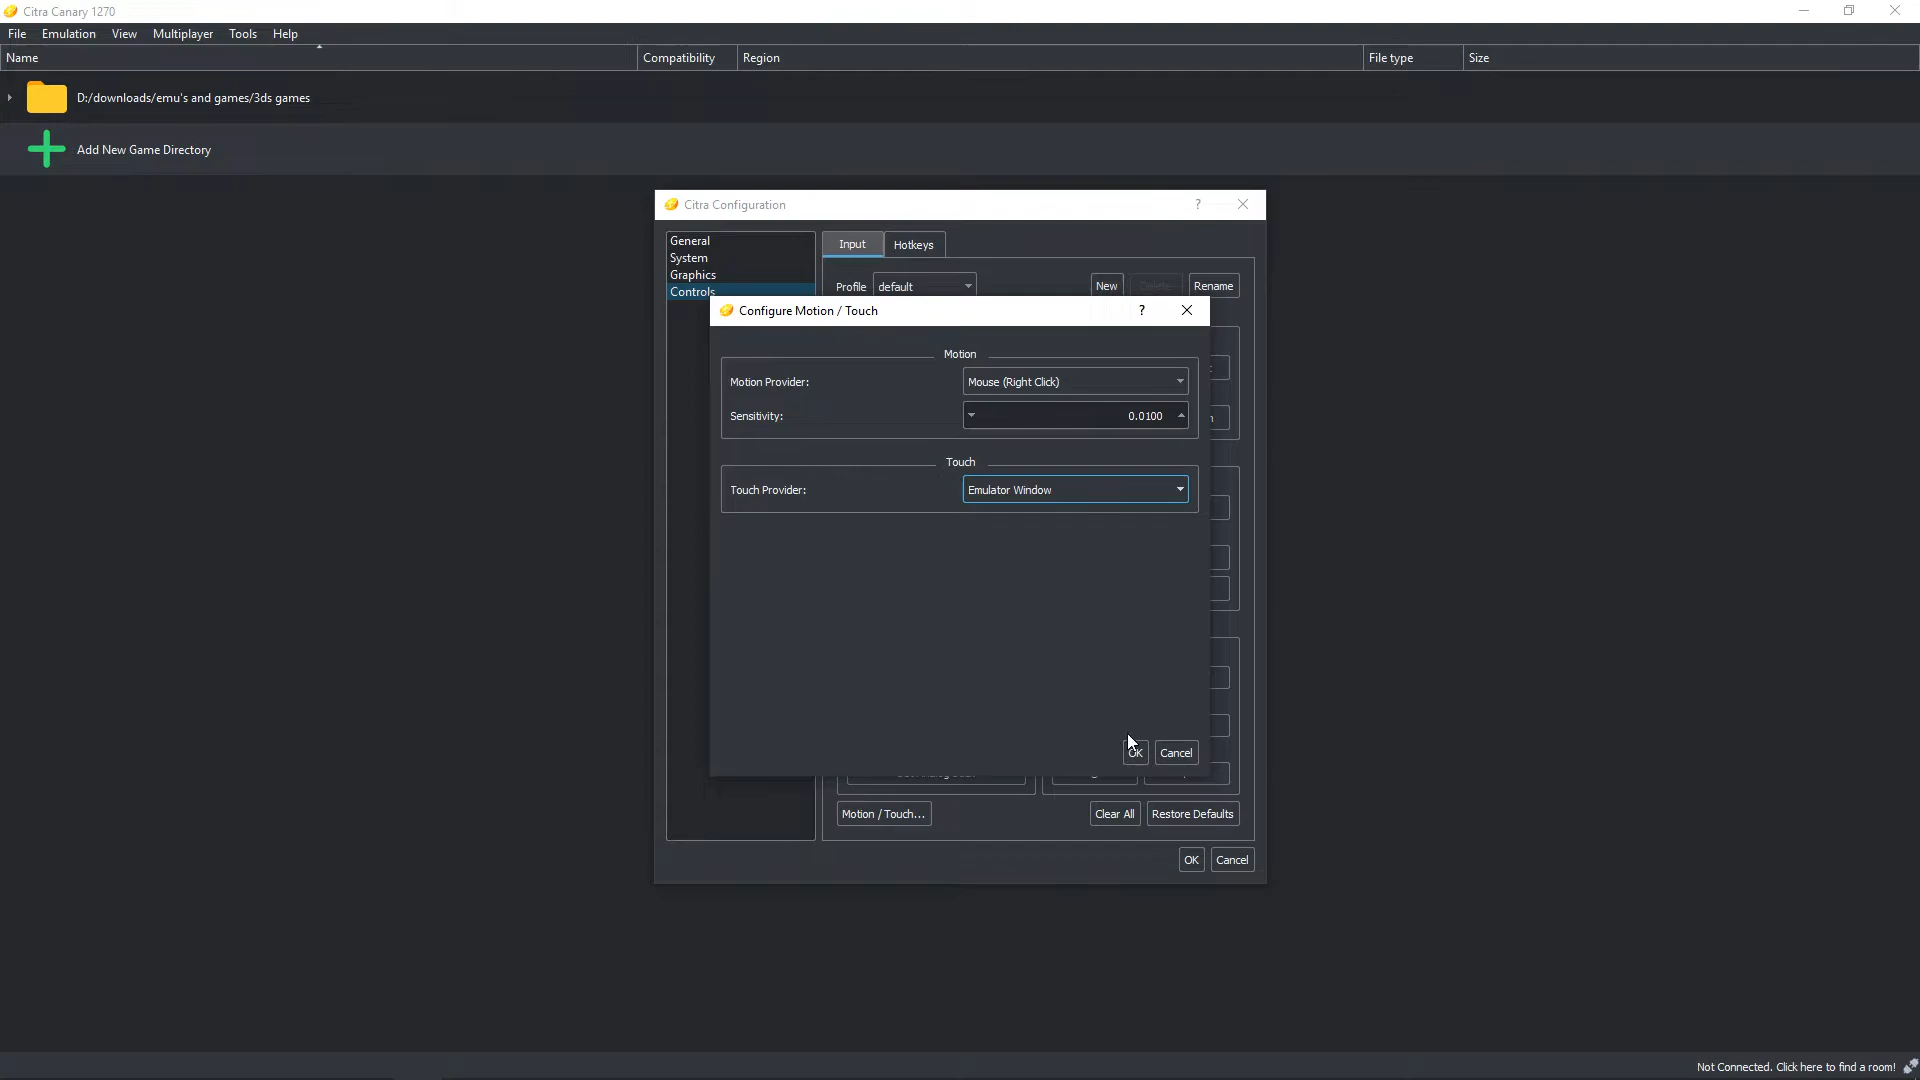 Citra Canary 1270
File Emulation View Multiplayer Tools Help
Name Compatibility Region File type Size
D:/downloads/emu's and games/3ds games
Add New Game Directory
Citra Configuration ?
General
System
Graphics
Controls
Input Hotkeys
Profile default New Delete Rename
Configure Motion / Touch ?
Motion
Motion Provider: Mouse (Right Click)
Sensitivity: 0.0100
Touch
Touch Provider: Emulator Window
OK Cancel
Motion / Touch... Clear All Restore Defaults
OK Cancel
Not Connected. Click here to find a room!